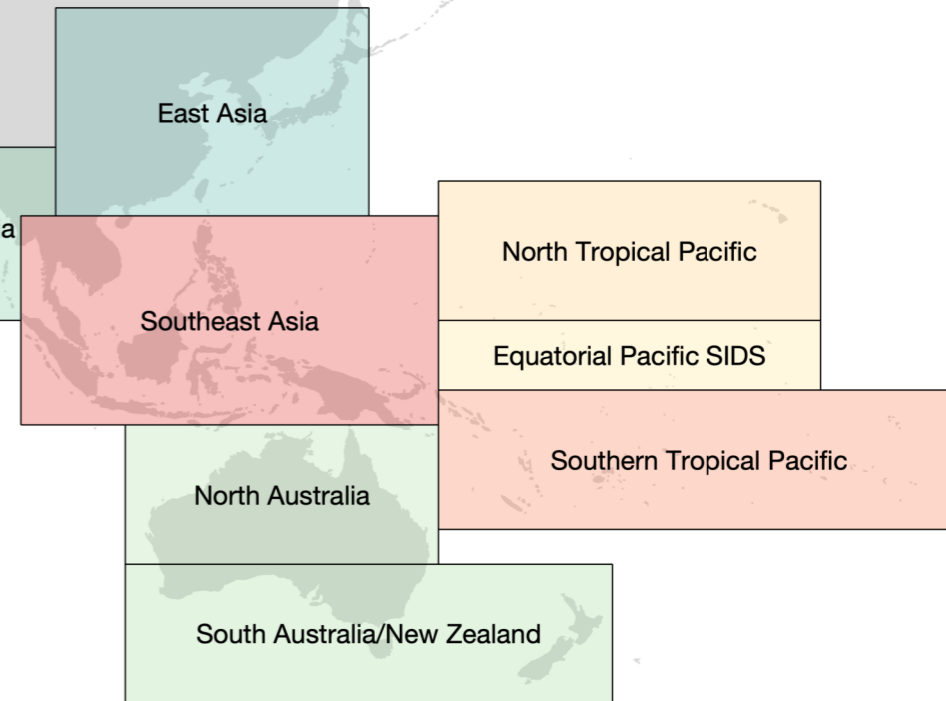 East Asia
a
North Tropical Pacific
Southeast Asia
Equatorial Pacific SIDS
Southern Tropical Pacific
North Australia
South Australia/New Zealand